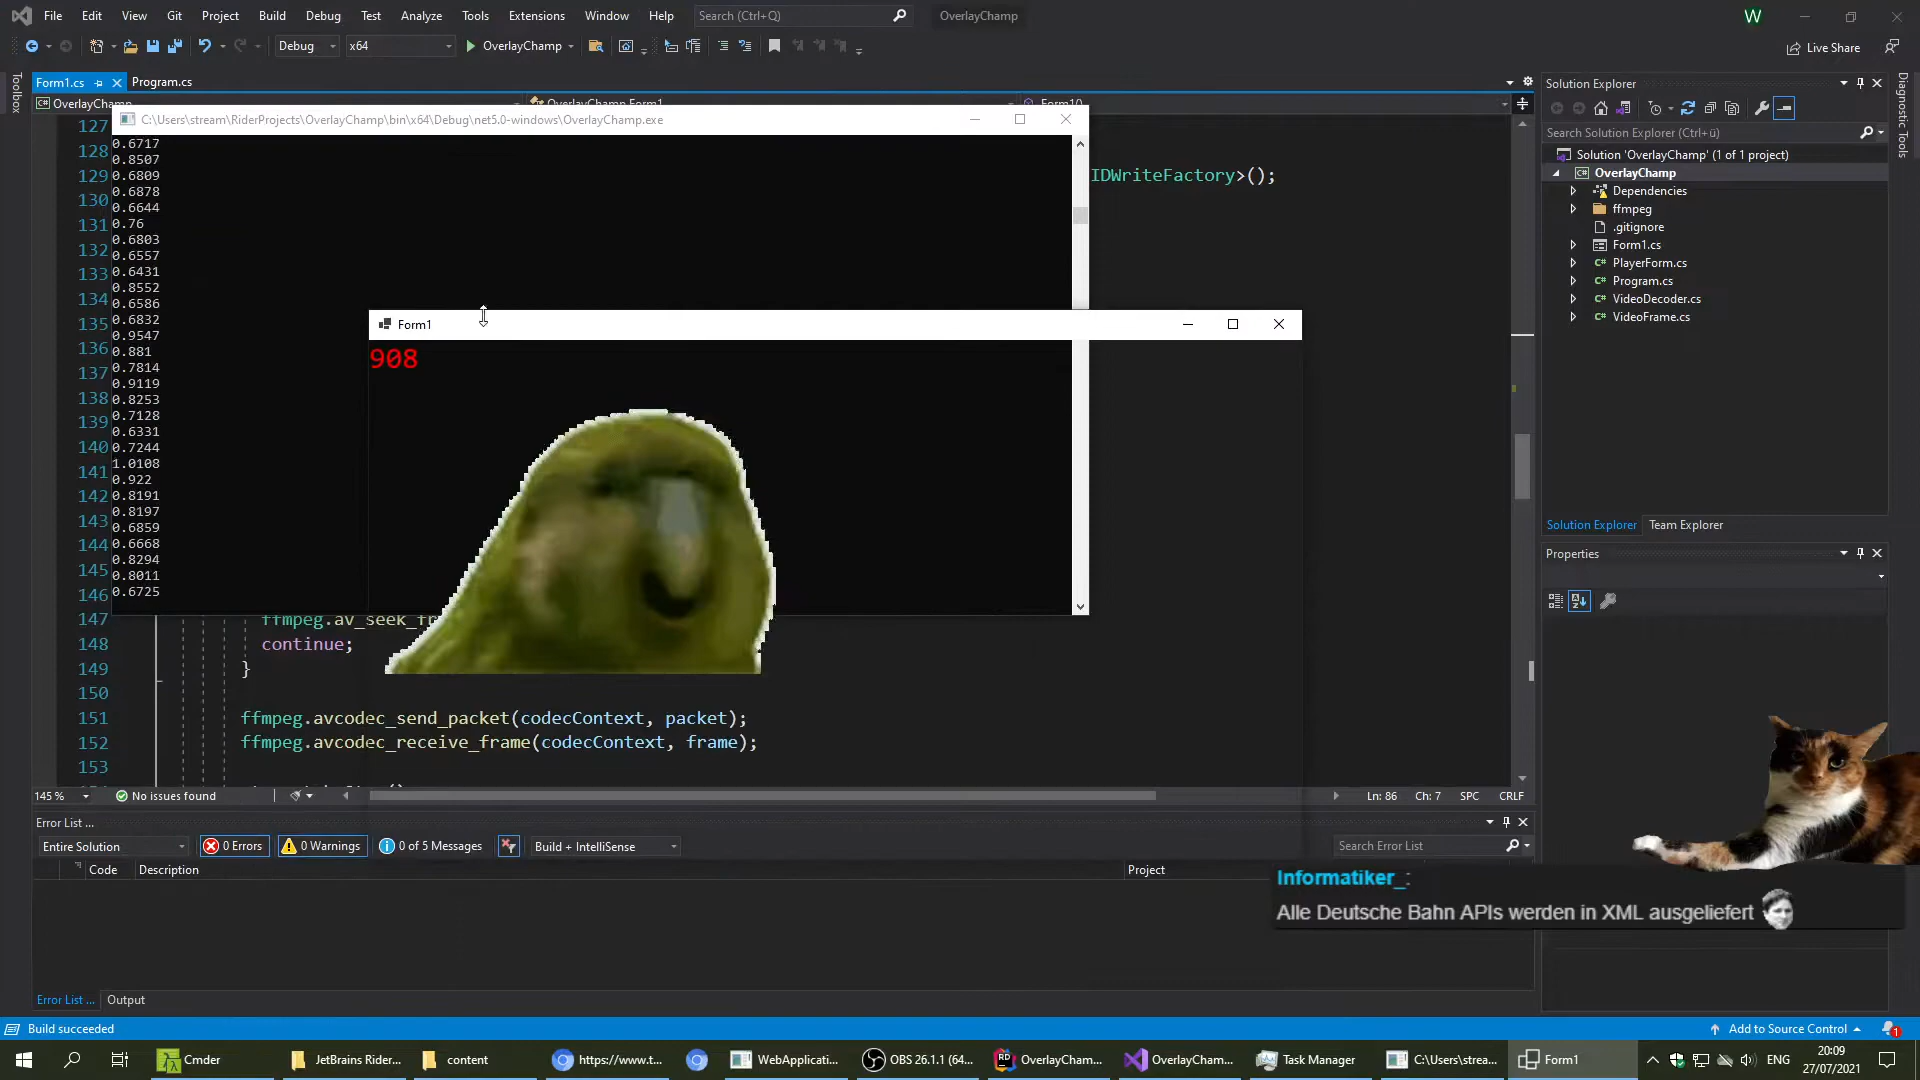 File Edit View Git Project Build Debug Test Analyze Tools Extensions Window Help Search (Ctrl+Q) OverlayChamp W
Debug x64 OverlayChamp Live Share
Form1.cs Program.cs
Toolbox
OverlayChamp OverlayChamp.Form1 Form1()
C:\Users\stream\RiderProjects\OverlayChamp\bin\x64\Debug\net5.0-windows\OverlayChamp.exe
0.6717
0.8507
0.6809
0.6878
0.6644
0.76
0.6803
0.6557
0.6431
0.8552
0.6586
0.6832
0.9547
0.881
0.7814
0.9119
0.8253
0.7128
0.6331
0.7244
1.0108
0.922
0.8191
0.8197
0.6859
0.6668
0.8294
0.8011
0.6725
Form1
908
127
128
129 IDWriteFactory>();
130
131
132
133
134
135
136
137
138
139
140
141
142
143
144
145
146
147 ffmpeg.av_seek_fr
148 continue;
149 }
150
151 ffmpeg.avcodec_send_packet(codecContext, packet);
152 ffmpeg.avcodec_receive_frame(codecContext, frame);
153
145 % No issues found Ln: 86 Ch: 7 SPC CRLF
Error List ...
Entire Solution 0 Errors 0 Warnings 0 of 5 Messages Build + IntelliSense Search Error List
Code Description Project
Error List ... Output
Solution Explorer
Search Solution Explorer (Ctrl+ü)
Solution 'OverlayChamp' (1 of 1 project)
OverlayChamp
Dependencies
ffmpeg
.gitignore
Form1.cs
PlayerForm.cs
Program.cs
VideoDecoder.cs
VideoFrame.cs
Solution Explorer Team Explorer
Properties
Diagnostic Tools
Informatiker_:
Alle Deutsche Bahn APIs werden in XML ausgeliefert
Build succeeded Add to Source Control 1
Cmder JetBrains Rider... content https://www.t... WebApplicati... OBS 26.1.1 (64... OverlayCham... OverlayCham... Task Manager C:\Users\strea... Form1 ENG 20:09
27/07/2021